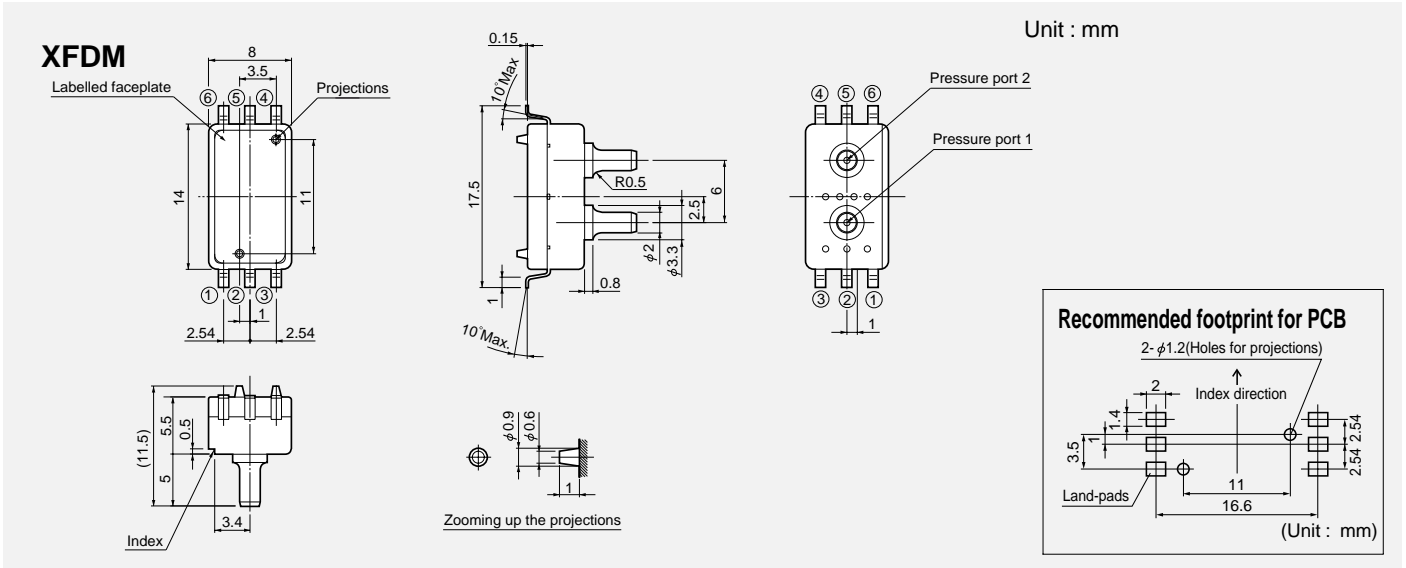 Unit : mm
XFDM
Labelled faceplate
8
3.5
Projections
⑥ ⑤ ④
14
11
① ② ③
1
2.54
2.54
0.15
10°Max
17.5
R0.5
6
2.5
φ2
φ3.3
0.8
1
10°Max.
Pressure port 2
④ ⑤ ⑥
Pressure port 1
③ ② ①
1
(11.5)
5.5
0.5
5
3.4
Index
φ0.9
φ0.6
1
Zooming up the projections
Recommended footprint for PCB
2-φ1.2(Holes for projections)
2
Index direction
1.4
1
3.5
2.54
2.54
Land-pads
11
16.6
(Unit : mm)